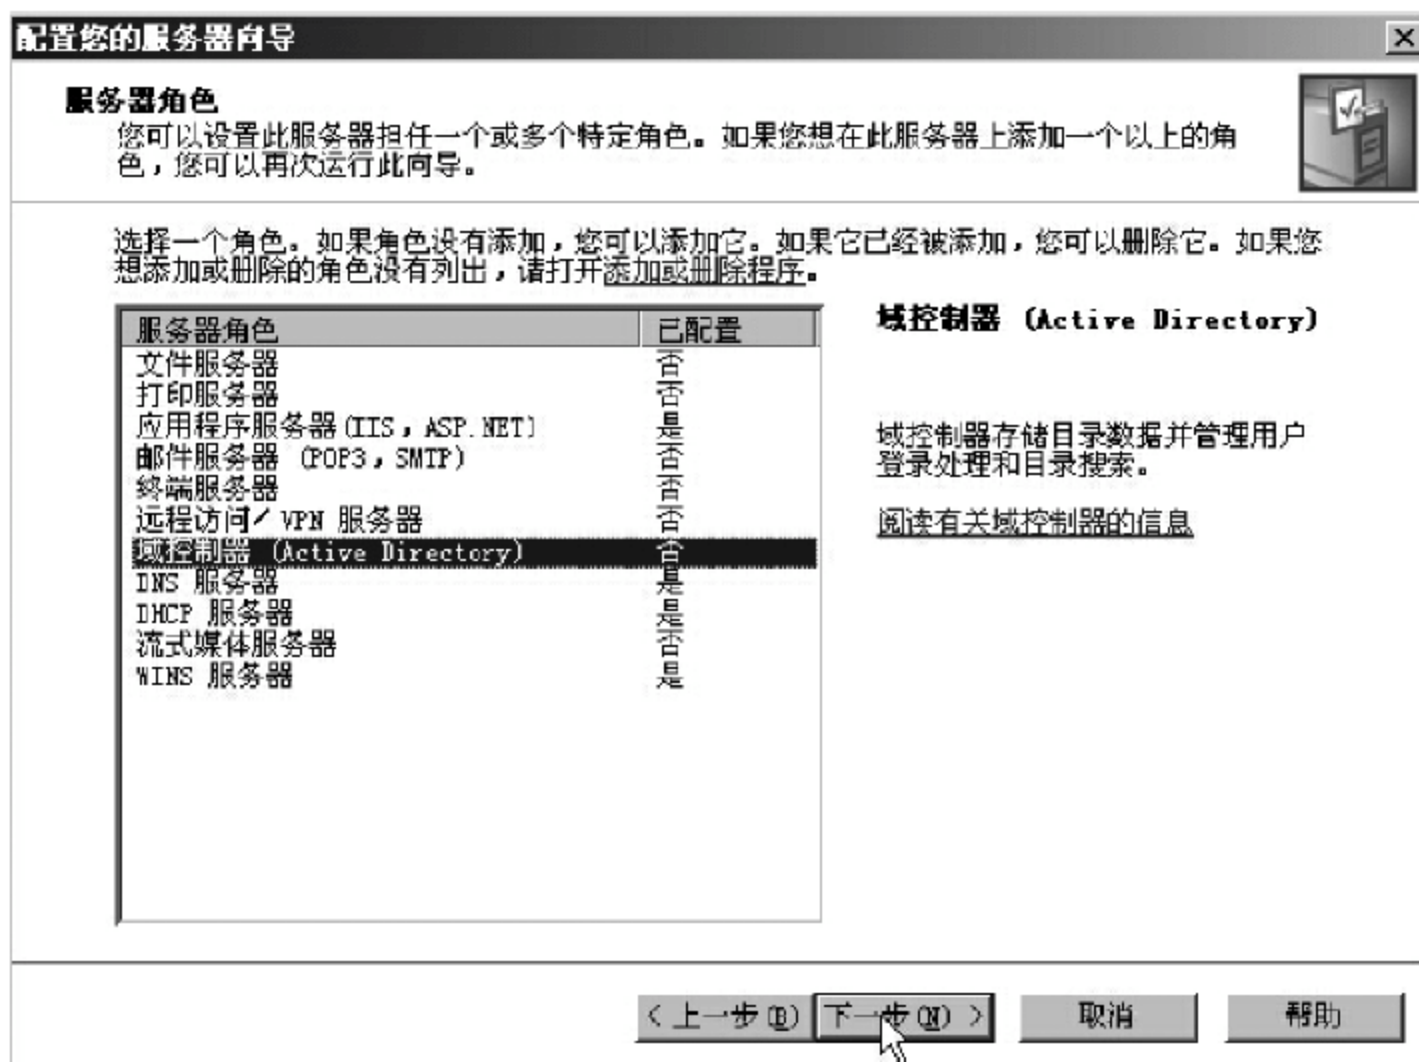 配置您的服务器向导
服务器角色
您可以设置此服务器担任一个或多个特定角色。如果您想在此服务器上添加一个以上的角
色，您可以再次运行此向导。
选择一个角色。如果角色没有添加，您可以添加它。如果它已经被添加，您可以删除它。如果您
想添加或删除的角色没有列出，请打开添加或删除程序。
服务器角色 已配置
文件服务器 否
打印服务器 否
应用程序服务器(IIS，ASP.NET) 是
邮件服务器 (POP3，SMTP) 否
终端服务器 否
远程访问/ VPN 服务器 否
域控制器 (Active Directory) 否
DNS 服务器 是
DHCP 服务器 是
流式媒体服务器 否
WINS 服务器 是
域控制器 (Active Directory)
域控制器存储目录数据并管理用户
登录处理和目录搜索。
阅读有关域控制器的信息
< 上一步(B) 下一步(N) > 取消 帮助